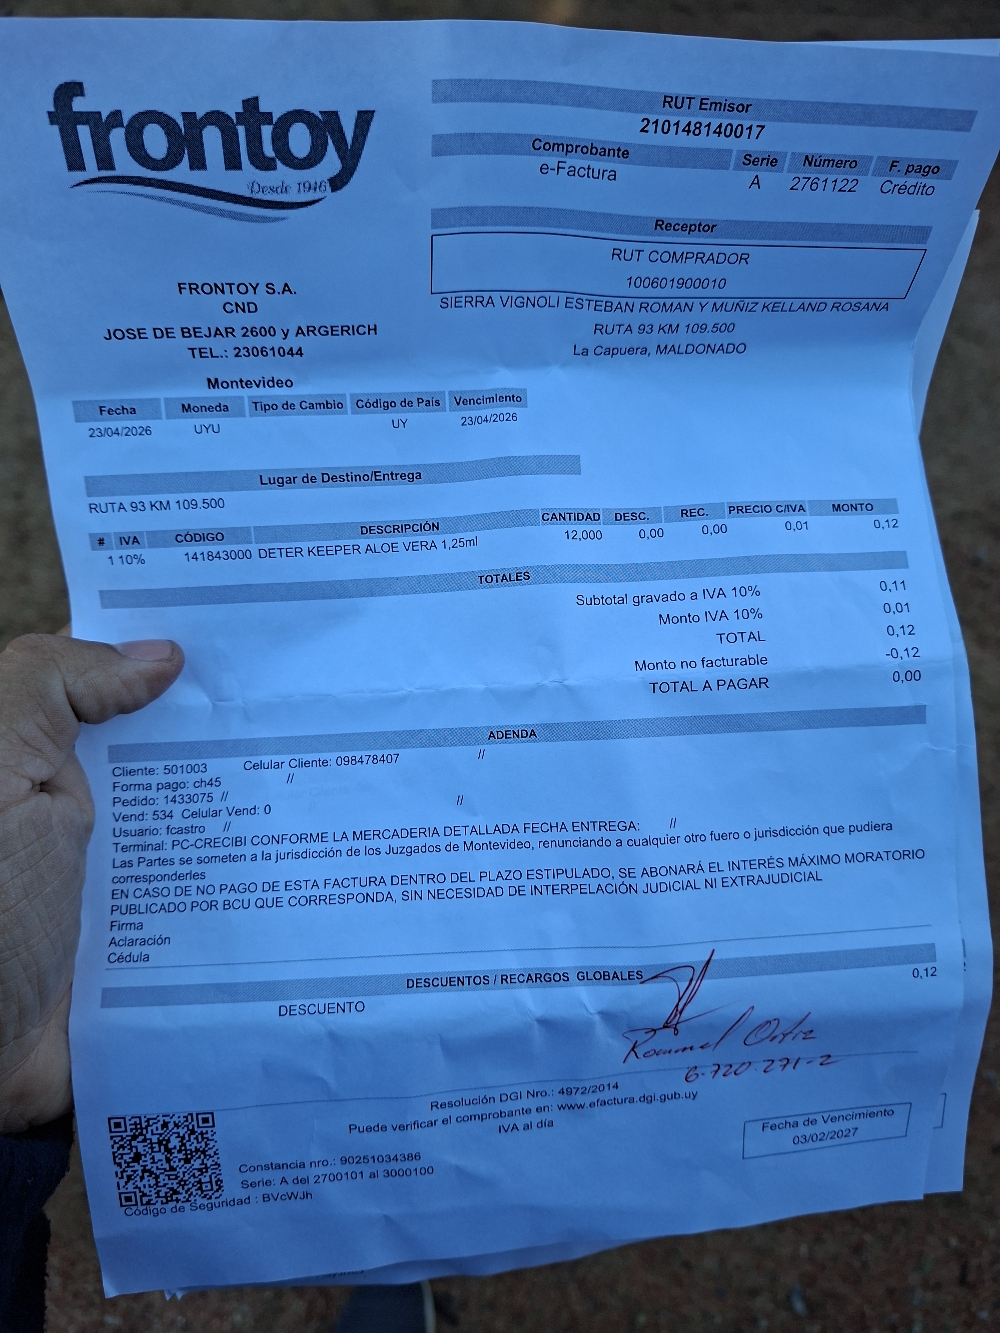 frontoy
Desde 1946
RUT Emisor
210148140017
Comprobante Serie Número F. pago
e-Factura A 2761122 Crédito
Receptor
RUT COMPRADOR
100601900010
SIERRA VIGNOLI ESTEBAN ROMAN Y MUÑIZ KELLAND ROSANA
RUTA 93 KM 109.500
La Capuera, MALDONADO
FRONTOY S.A.
CND
JOSE DE BEJAR 2600 y ARGERICH
TEL.: 23061044
Montevideo
Fecha Moneda Tipo de Cambio Código de País Vencimiento
23/04/2026 UYU UY 23/04/2026
Lugar de Destino/Entrega
RUTA 93 KM 109.500
# IVA CÓDIGO DESCRIPCIÓN CANTIDAD DESC. REC. PRECIO C/IVA MONTO
1 10% 141843000 DETER KEEPER ALOE VERA 1,25ml 12,000 0,00 0,00 0,01 0,12
TOTALES
Subtotal gravado a IVA 10% 0,11
Monto IVA 10% 0,01
TOTAL 0,12
Monto no facturable -0,12
TOTAL A PAGAR 0,00
ADENDA
Cliente: 501003 Celular Cliente: 098478407 //
Forma pago: ch45 //
Pedido: 1433075 //
Vend: 534 Celular Vend: 0 //
Usuario: fcastro //
Terminal: PC-CRECIBI CONFORME LA MERCADERIA DETALLADA FECHA ENTREGA: //
Las Partes se someten a la jurisdicción de los Juzgados de Montevideo, renunciando a cualquier otro fuero o jurisdicción que pudiera
corresponderles
EN CASO DE NO PAGO DE ESTA FACTURA DENTRO DEL PLAZO ESTIPULADO, SE ABONARÁ EL INTERÉS MÁXIMO MORATORIO
PUBLICADO POR BCU QUE CORRESPONDA, SIN NECESIDAD DE INTERPELACIÓN JUDICIAL NI EXTRAJUDICIAL
Firma
Aclaración
Cédula
DESCUENTOS / RECARGOS GLOBALES
DESCUENTO 0,12
Rommel Ortiz
6-720-271-2
Resolución DGI Nro.: 4972/2014
Puede verificar el comprobante en: www.efactura.dgi.gub.uy
IVA al día
Fecha de Vencimiento
03/02/2027
Constancia nro.: 90251034386
Serie: A del 2700101 al 3000100
Código de Seguridad : BVcWJh